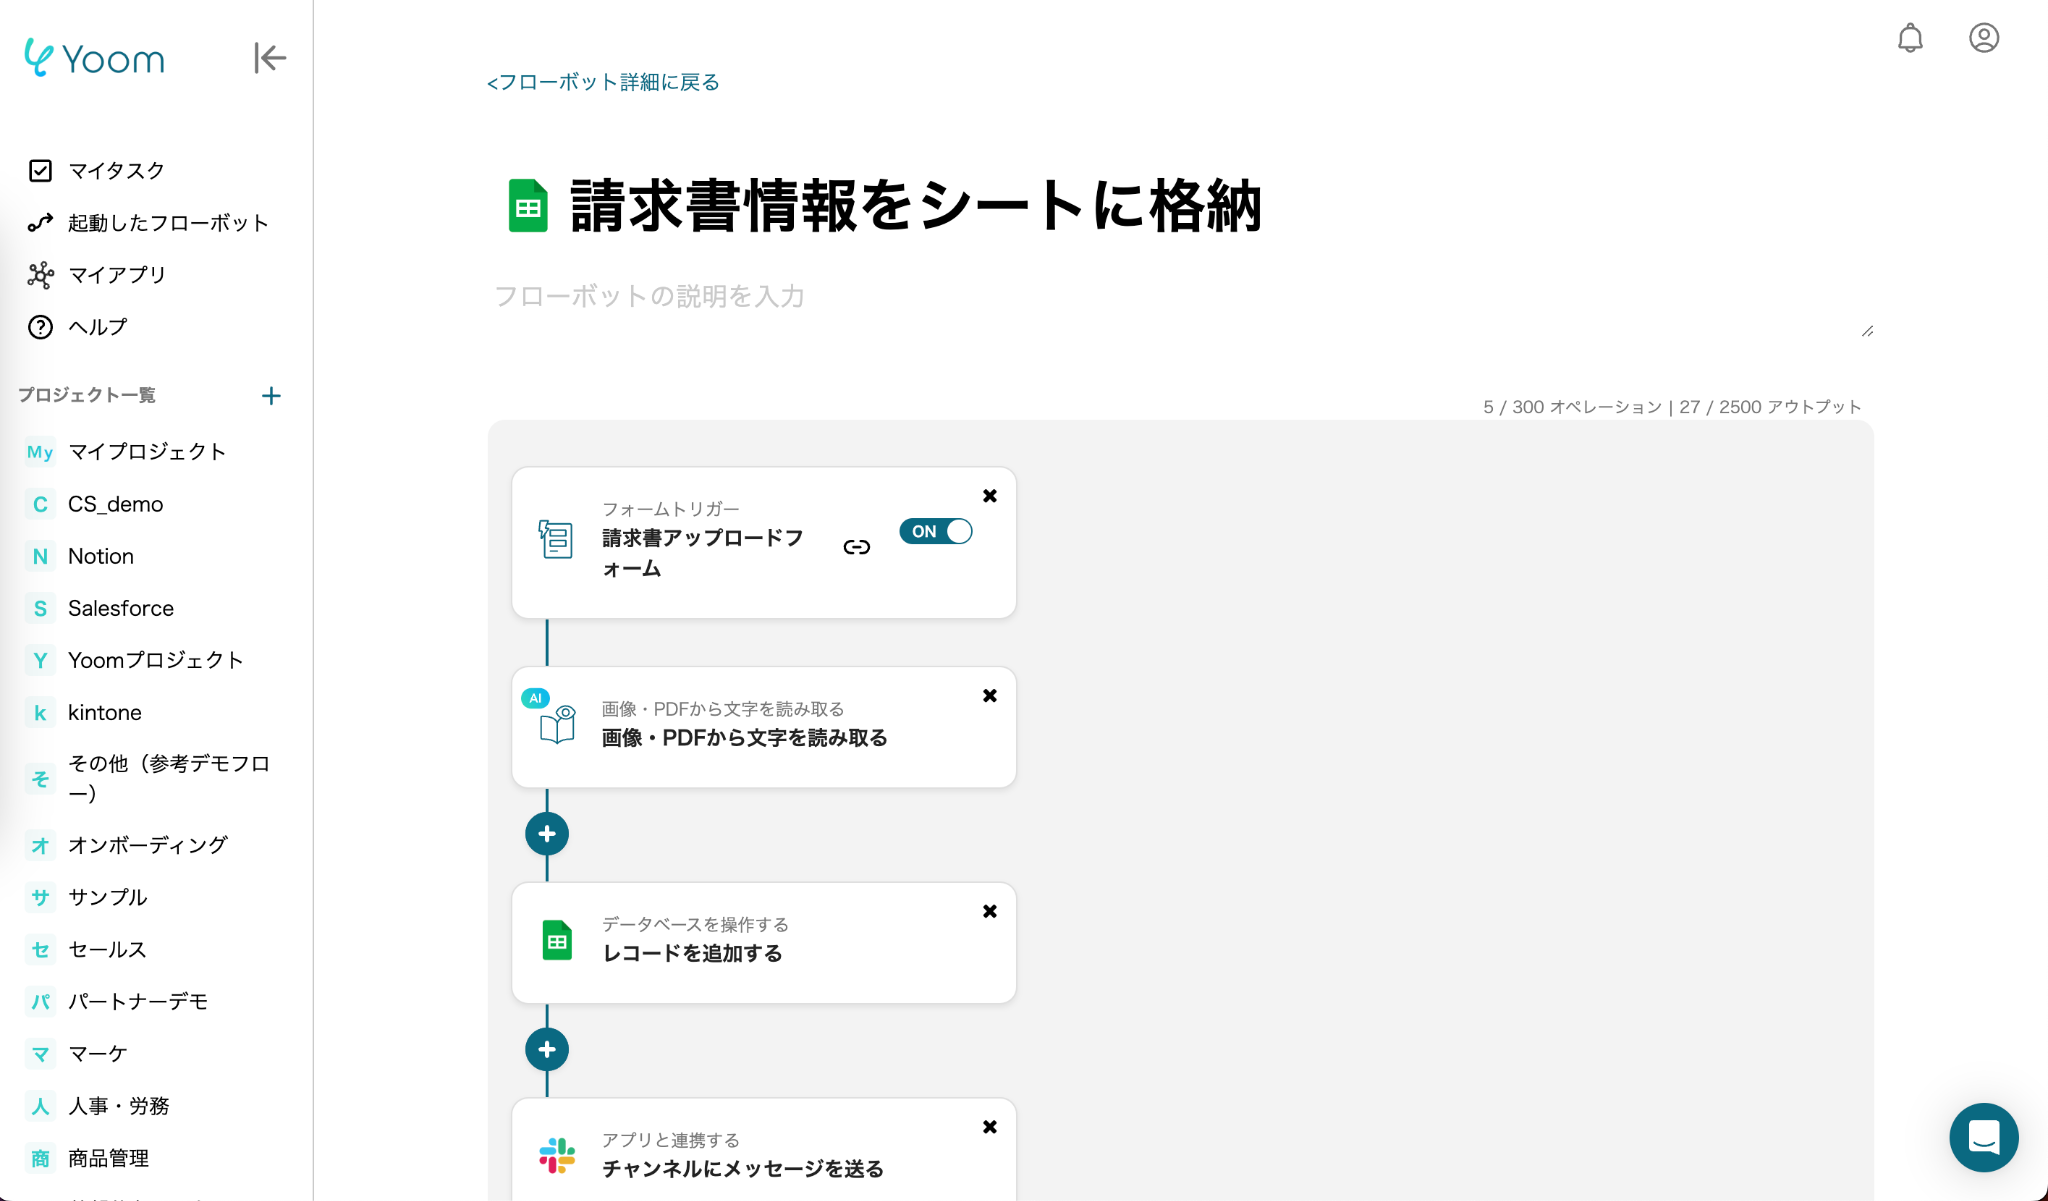 Yoom
マイタスク
起動したフローボット
マイアプリ
ヘルプ
プロジェクト一覧
My マイプロジェクト
C CS_demo
N Notion
S Salesforce
Y Yoomプロジェクト
k kintone
そ その他（参考デモフロ
ー）
オ オンボーディング
サ サンプル
セ セールス
パ パートナーデモ
マ マーケ
人 人事・労務
商 商品管理
<フローボット詳細に戻る
請求書情報をシートに格納
フローボットの説明を入力
5 / 300 オペレーション | 27 / 2500 アウトプット
フォームトリガー
請求書アップロードフ
ォーム
ON
AI
画像・PDFから文字を読み取る
画像・PDFから文字を読み取る
データベースを操作する
レコードを追加する
アプリと連携する
チャンネルにメッセージを送る